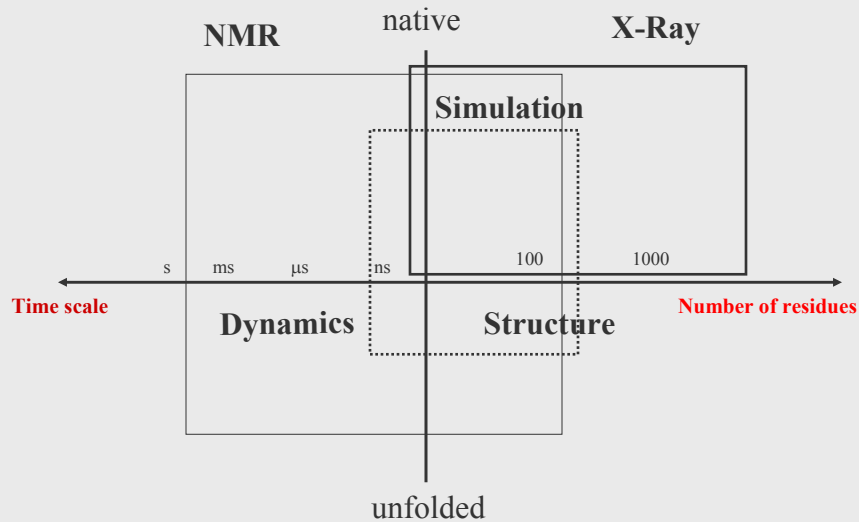 native
NMR
X-Ray
Simulation
s
ms
μs
ns
100
1000
Time scale
Number of residues
Dynamics
Structure
unfolded